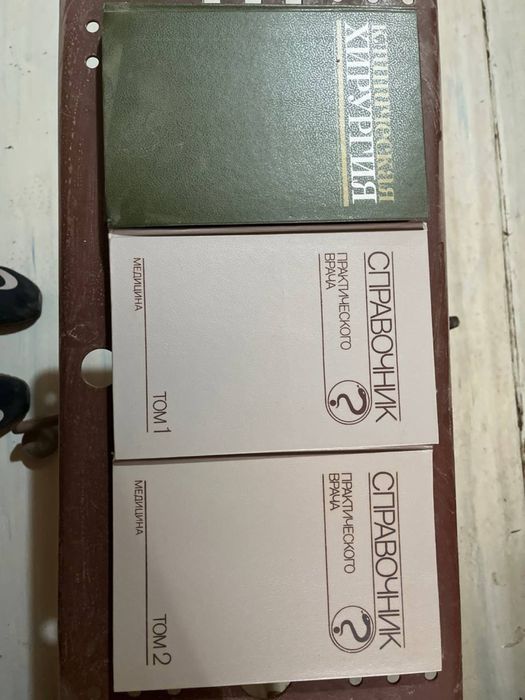 КЛИНИЧЕСКАЯ
ХИРУРГИЯ
СПРАВОЧНИК
ПРАКТИЧЕСКОГО
ВРАЧА
МЕДИЦИНА
ТОМ 1
СПРАВОЧНИК
ПРАКТИЧЕСКОГО
ВРАЧА
МЕДИЦИНА
ТОМ 2